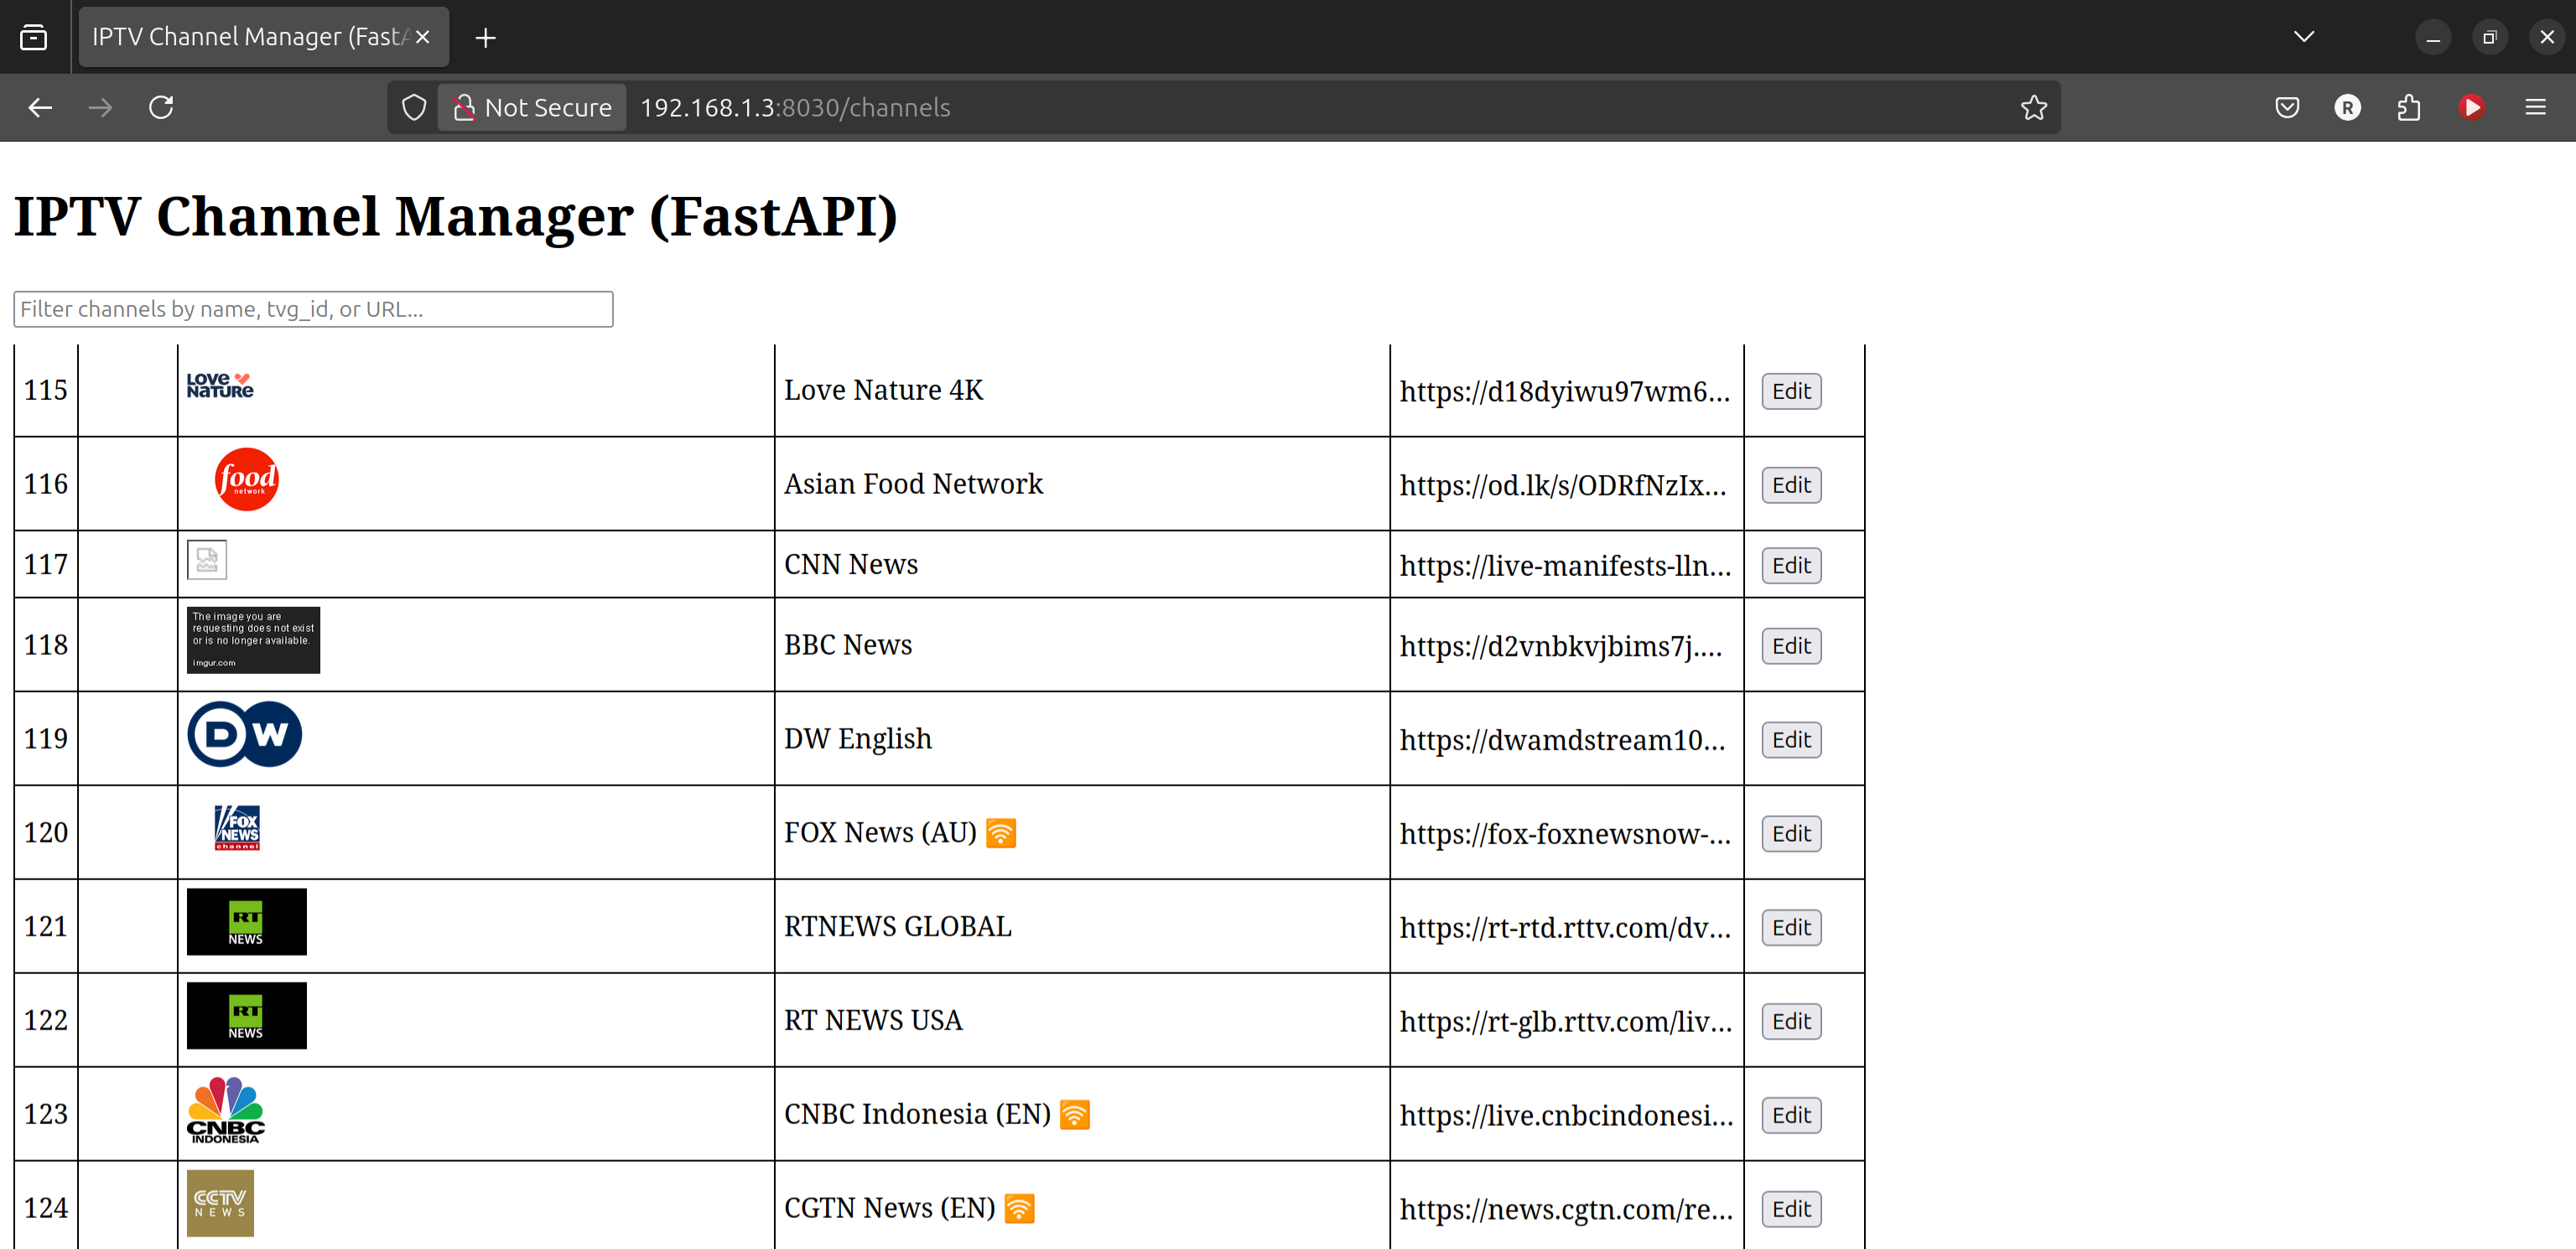 IPTV Channel Manager (FastA
Not Secure 192.168.1.3:8030/channels
R
IPTV Channel Manager (FastAPI)
Filter channels by name, tvg_id, or URL...
115 LOVE NATURE Love Nature 4K https://d18dyiwu97wm6... Edit
116 food network Asian Food Network https://od.lk/s/ODRfNzIx... Edit
117 CNN News https://live-manifests-lln... Edit
118 The image you are
requesting does not exist
or is no longer available.
imgur.com
BBC News https://d2vnbkvjbims7j.... Edit
119 DW DW English https://dwamdstream10... Edit
120 FOX NEWS channel FOX News (AU) 🛜 https://fox-foxnewsnow-... Edit
121 RT NEWS RTNEWS GLOBAL https://rt-rtd.rttv.com/dv... Edit
122 RT NEWS RT NEWS USA https://rt-glb.rttv.com/liv... Edit
123 CNBC INDONESIA CNBC Indonesia (EN) 🛜 https://live.cnbcindonesi... Edit
124 CCTV NEWS CGTN News (EN) 🛜 https://news.cgtn.com/re... Edit